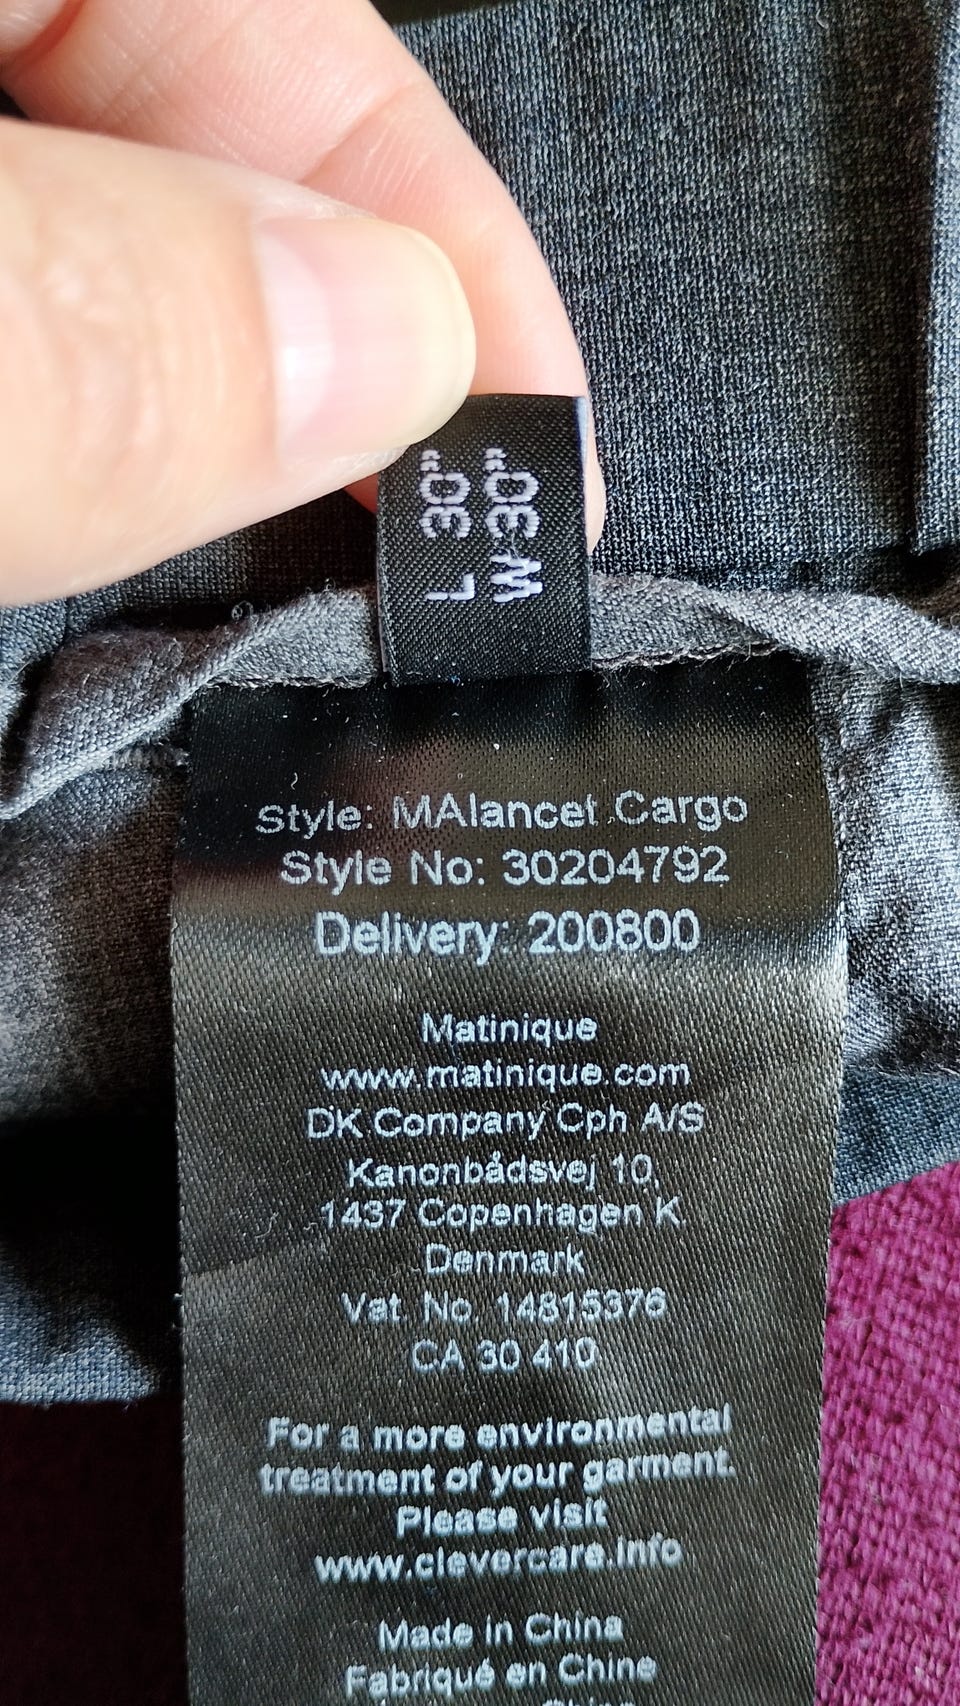 W 30"
L 30"
Style: MAlancet Cargo
Style No: 30204792
Delivery: 200800
Matinique
www.matinique.com
DK Company Cph A/S
Kanonbådsvej 10,
1437 Copenhagen K
Denmark
Vat. No. 14815376
CA 30 410
For a more environmental
treatment of your garment.
Please visit
www.clevercare.info
Made in China
Fabriqué en Chine